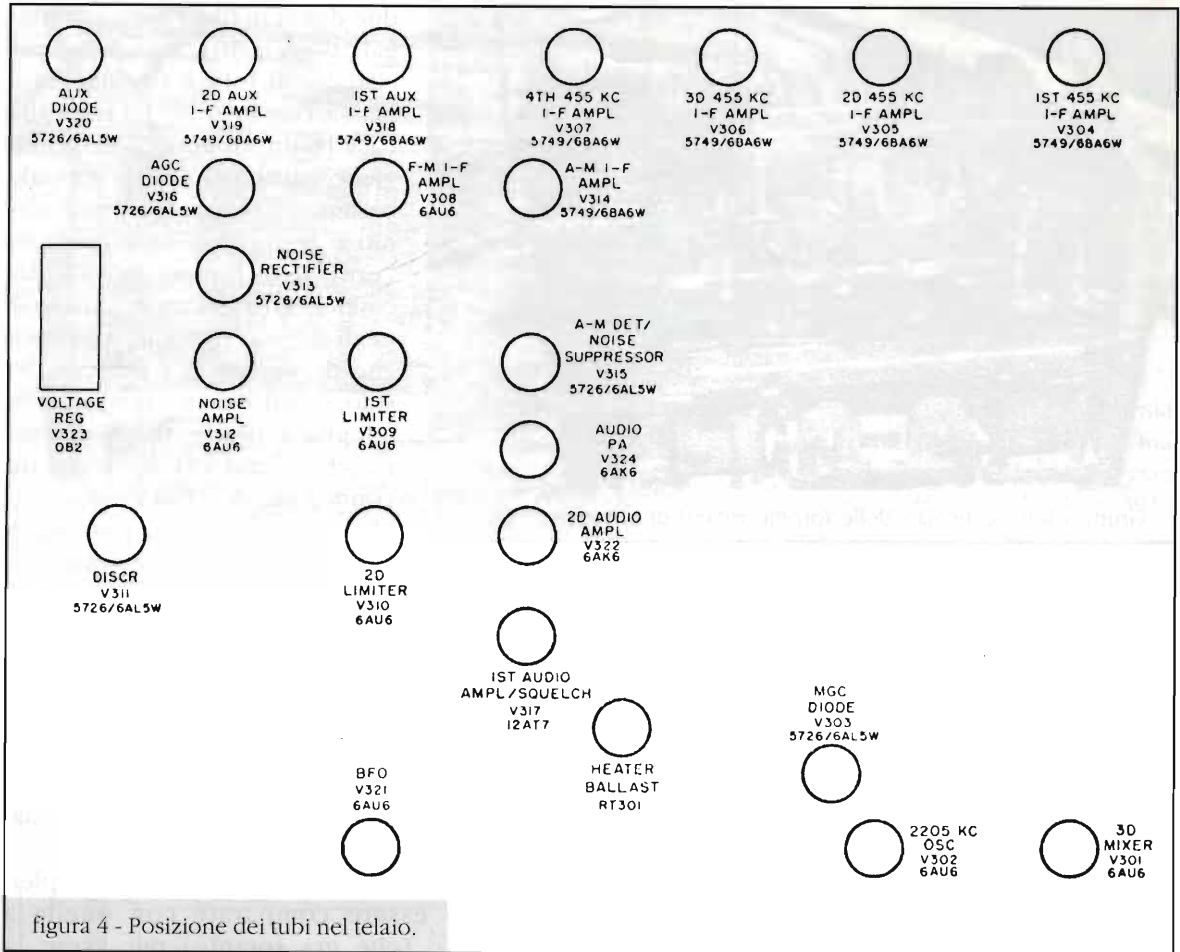 AUX
DIODE
V320
5726/6AL5W
2D AUX
I-F AMPL
V319
5749/6BA6W
1ST AUX
I-F AMPL
V318
5749/6BA6W
4TH 455 KC
I-F AMPL
V307
5749/6BA6W
3D 455 KC
I-F AMPL
V306
5749/6BA6W
2D 455 KC
I-F AMPL
V305
5749/6BA6W
1ST 455 KC
I-F AMPL
V304
5749/6BA6W
AGC
DIODE
V316
5726/6AL5W
F-M I-F
AMPL
V308
6AU6
A-M I-F
AMPL
V314
5749/6BA6W
NOISE
RECTIFIER
V313
5726/6AL5W
VOLTAGE
REG
V323
OB2
NOISE
AMPL
V312
6AU6
1ST
LIMITER
V309
6AU6
A-M DET/
NOISE
SUPPRESSOR
V315
5726/6AL5W
AUDIO
PA
V324
6AK6
DISCR
V311
5726/6AL5W
2D
LIMITER
V310
6AU6
2D AUDIO
AMPL
V322
6AK6
1ST AUDIO
AMPL/SQUELCH
V317
12AT7
HEATER
BALLAST
RT301
MGC
DIODE
V303
5726/6AL5W
BFO
V321
6AU6
2205 KC
OSC
V302
6AU6
3D
MIXER
V301
6AU6
figura 4 - Posizione dei tubi nel telaio.